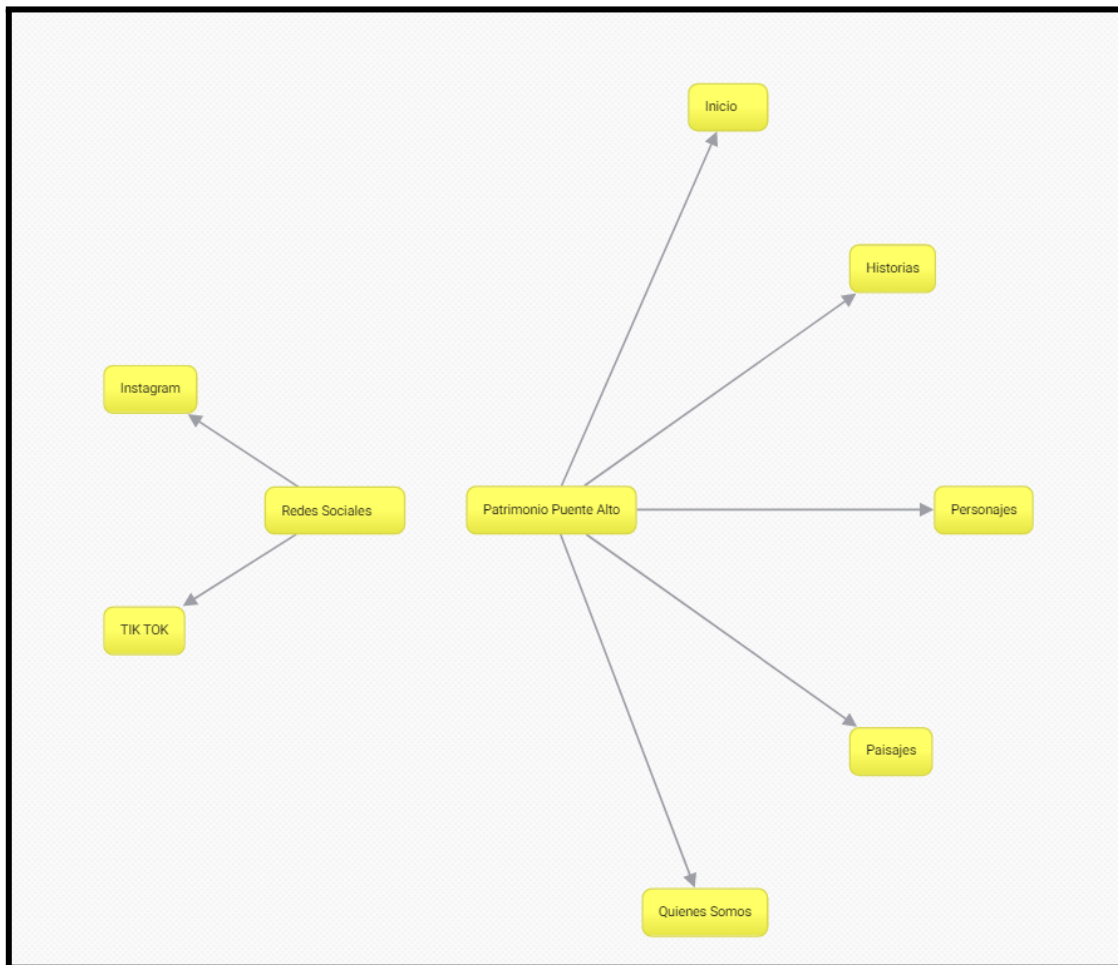 Inicio
Historias
Instagram
Redes Sociales
Patrimonio Puente Alto
Personajes
TIK TOK
Paisajes
Quienes Somos